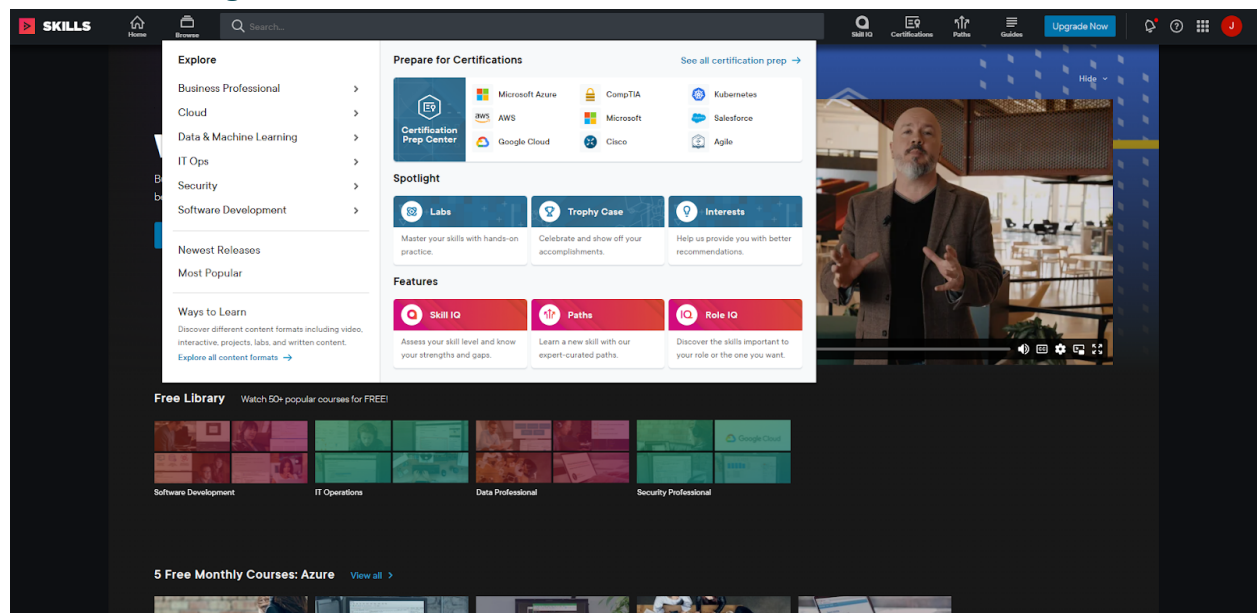 SKILLS
Home
Browse
Search...
Skill IQ
Certifications
Paths
Guides
Upgrade Now
J
Explore
Business Professional
Cloud
Data & Machine Learning
IT Ops
Security
Software Development
Newest Releases
Most Popular
Ways to Learn
Discover different content formats including video,
interactive, projects, labs, and written content.
Explore all content formats →
Prepare for Certifications
See all certification prep →
Certification
Prep Center
Microsoft Azure
CompTIA
Kubernetes
aws AWS
Microsoft
Salesforce
Google Cloud
Cisco
Agile
Spotlight
Labs
Master your skills with hands-on
practice.
Trophy Case
Celebrate and show off your
accomplishments.
Interests
Help us provide you with better
recommendations.
Features
Skill IQ
Assess your skill level and know
your strengths and gaps.
Paths
Learn a new skill with our
expert-curated paths.
IQ Role IQ
Discover the skills important to
your role or the one you want.
Hide
CC
Free Library Watch 50+ popular courses for FREE!
Google Cloud
Software Development
IT Operations
Data Professional
Security Professional
5 Free Monthly Courses: Azure View all >